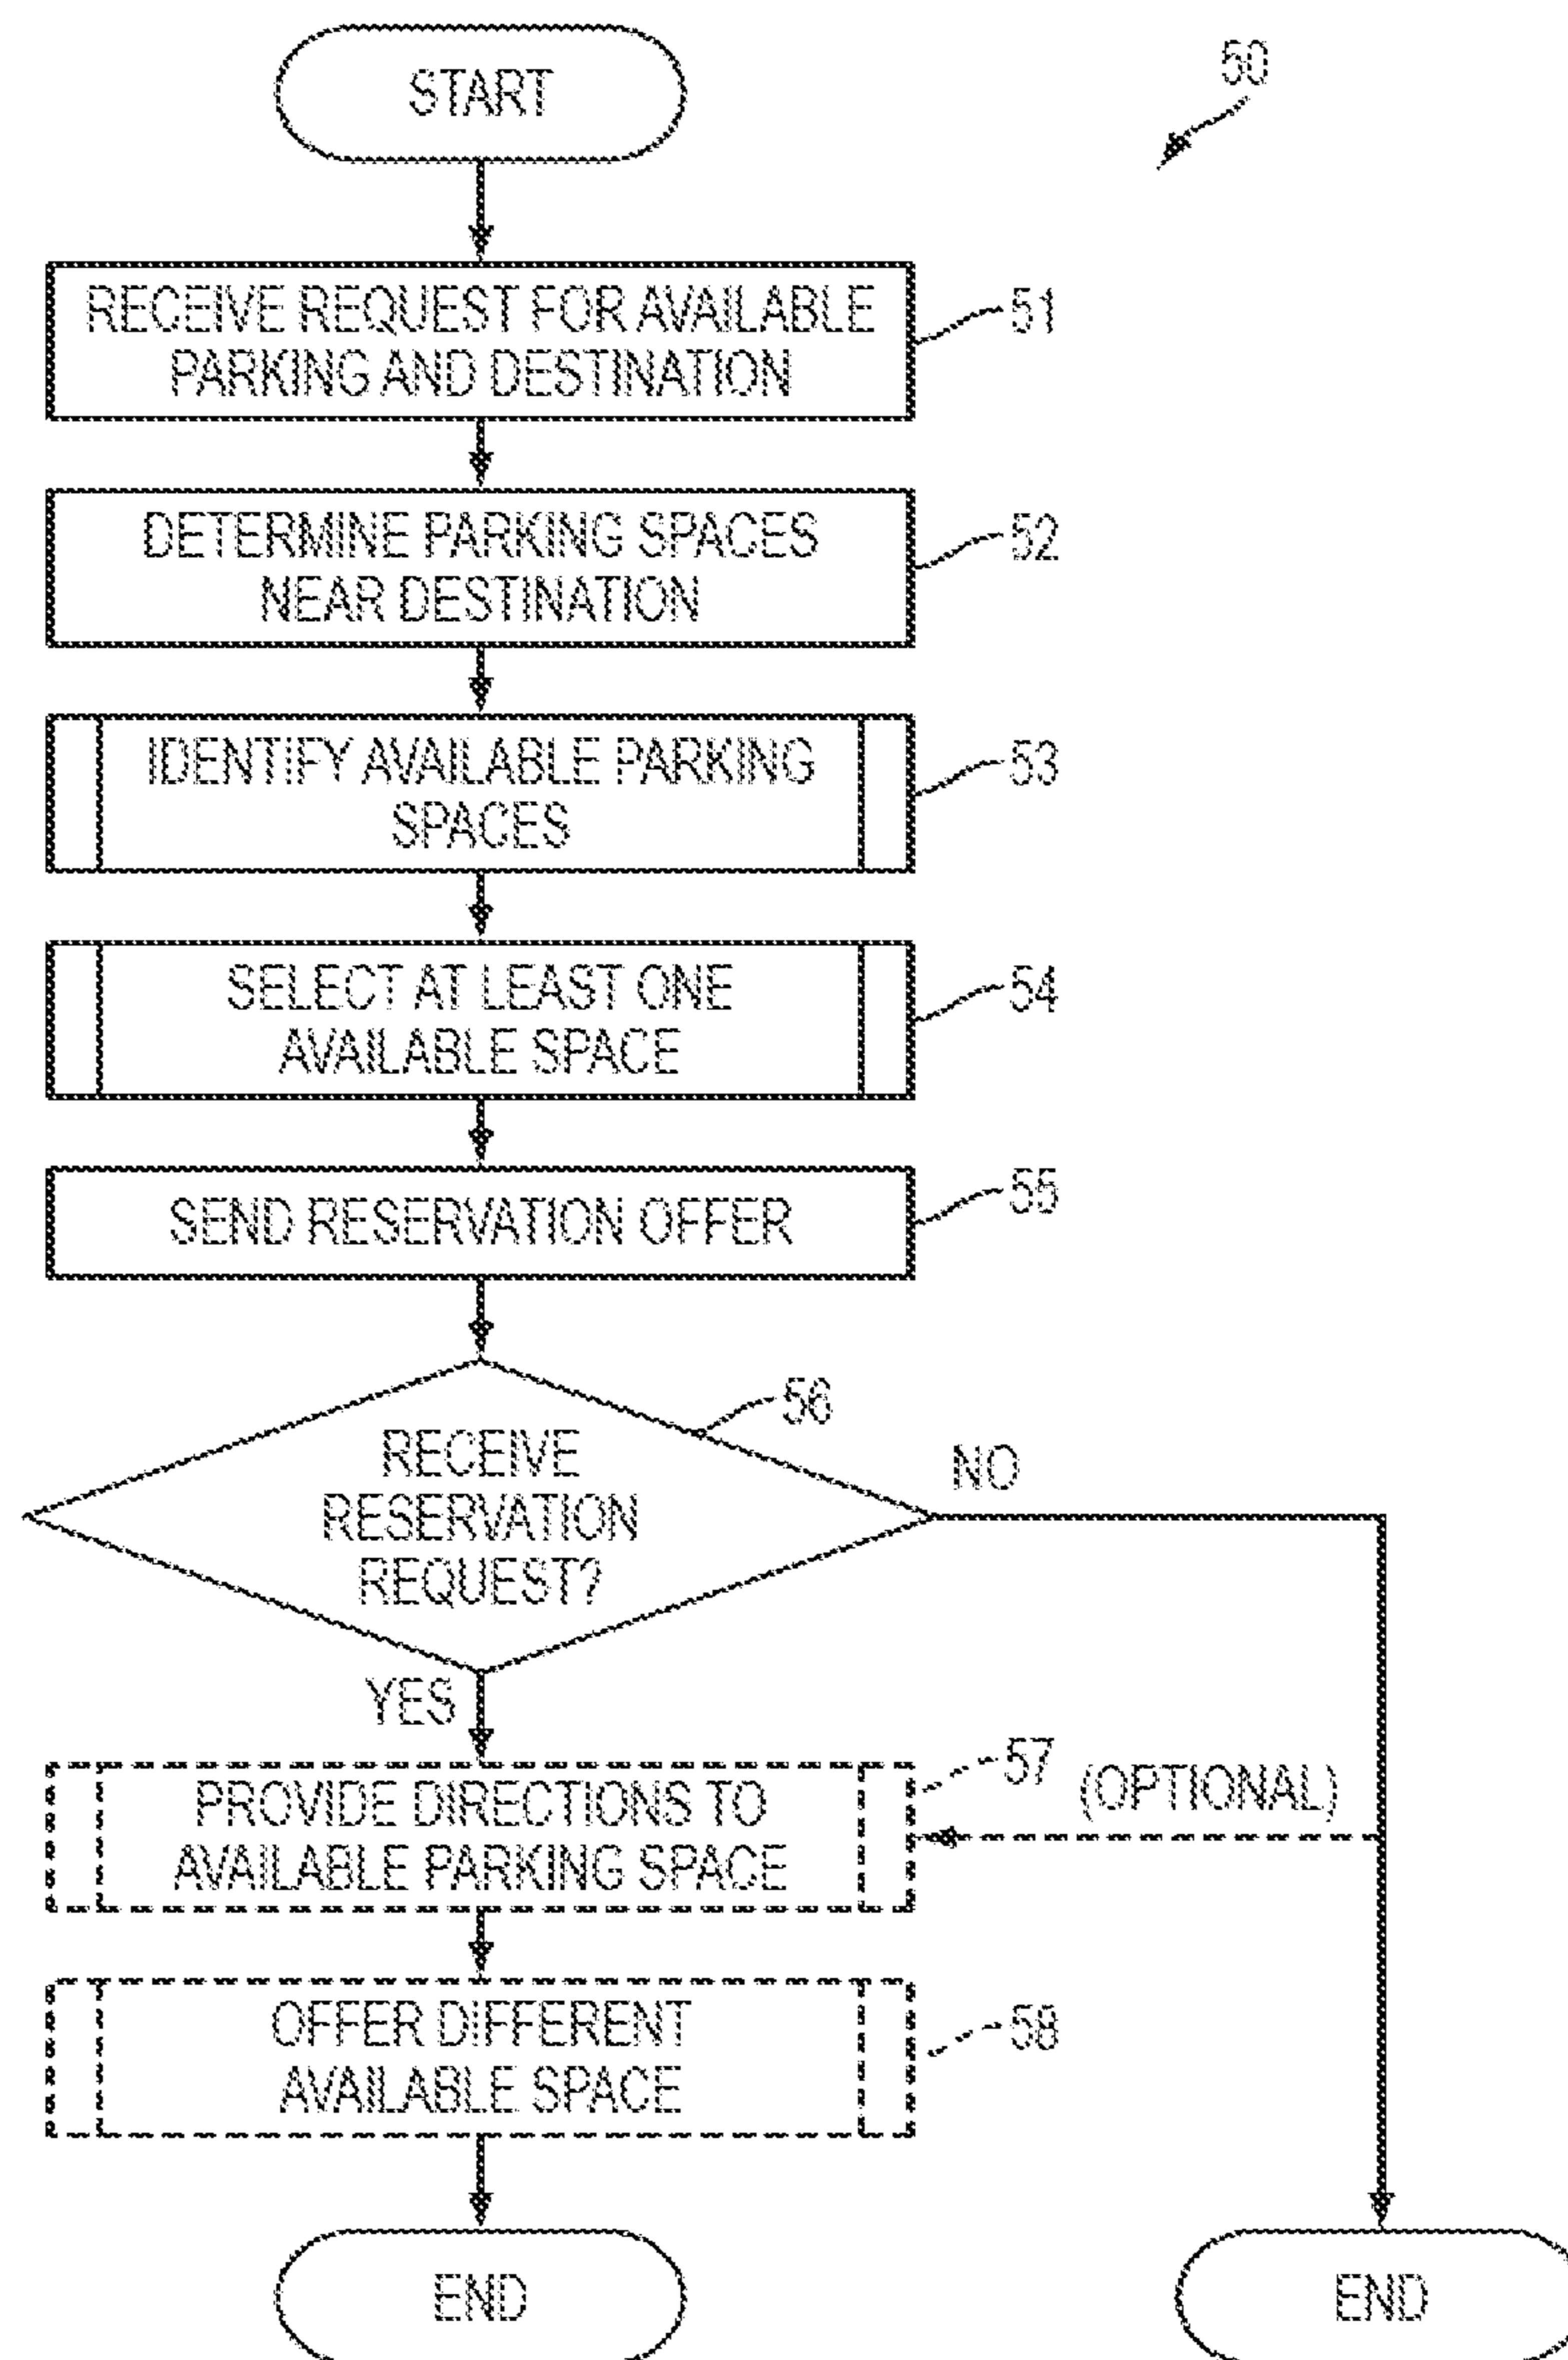 START
50
RECEIVE REQUEST FOR AVAILABLE
PARKING AND DESTINATION
51
DETERMINE PARKING SPACES
NEAR DESTINATION
52
IDENTIFY AVAILABLE PARKING
SPACES
53
SELECT AT LEAST ONE
AVAILABLE SPACE
54
SEND RESERVATION OFFER
55
RECEIVE
RESERVATION
REQUEST?
56
NO
YES
PROVIDE DIRECTIONS TO
AVAILABLE PARKING SPACE
57
(OPTIONAL)
OFFER DIFFERENT
AVAILABLE SPACE
58
END
END